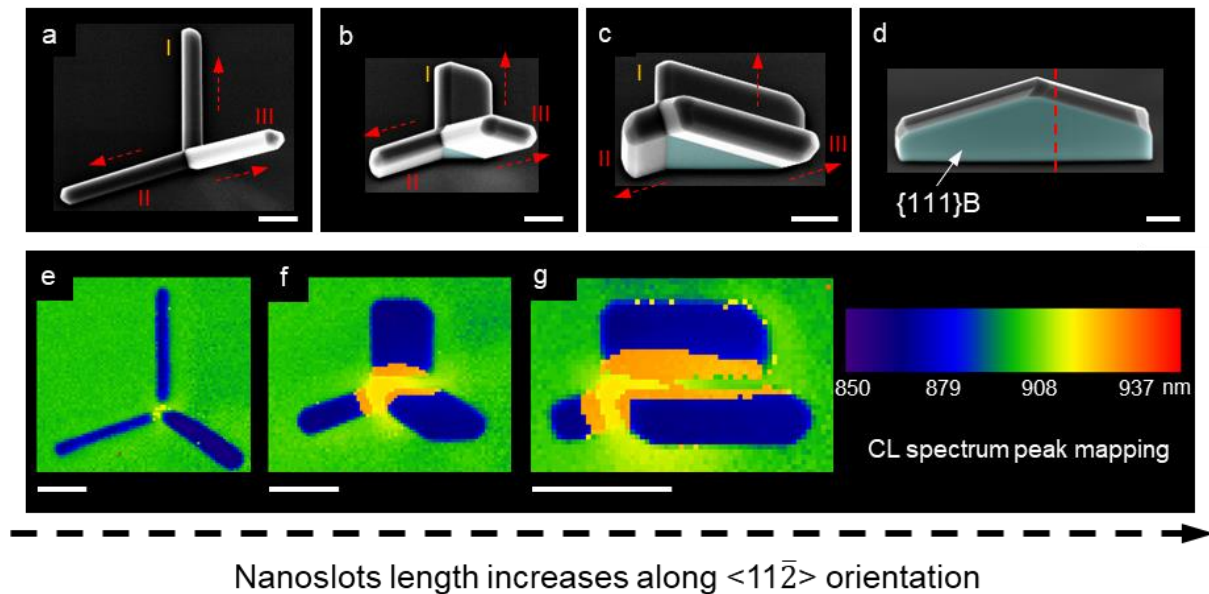 a
I
III
II
b
I
III
II
c
I
II
III
d
{111}B
e
f
g
850 879 908 937 nm
CL spectrum peak mapping
Nanoslots length increases along <112̅> orientation